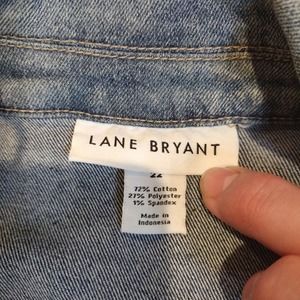 LANE BRYANT
22
72% Cotton
27% Polyester
1% Spandex
Made in
Indonesia